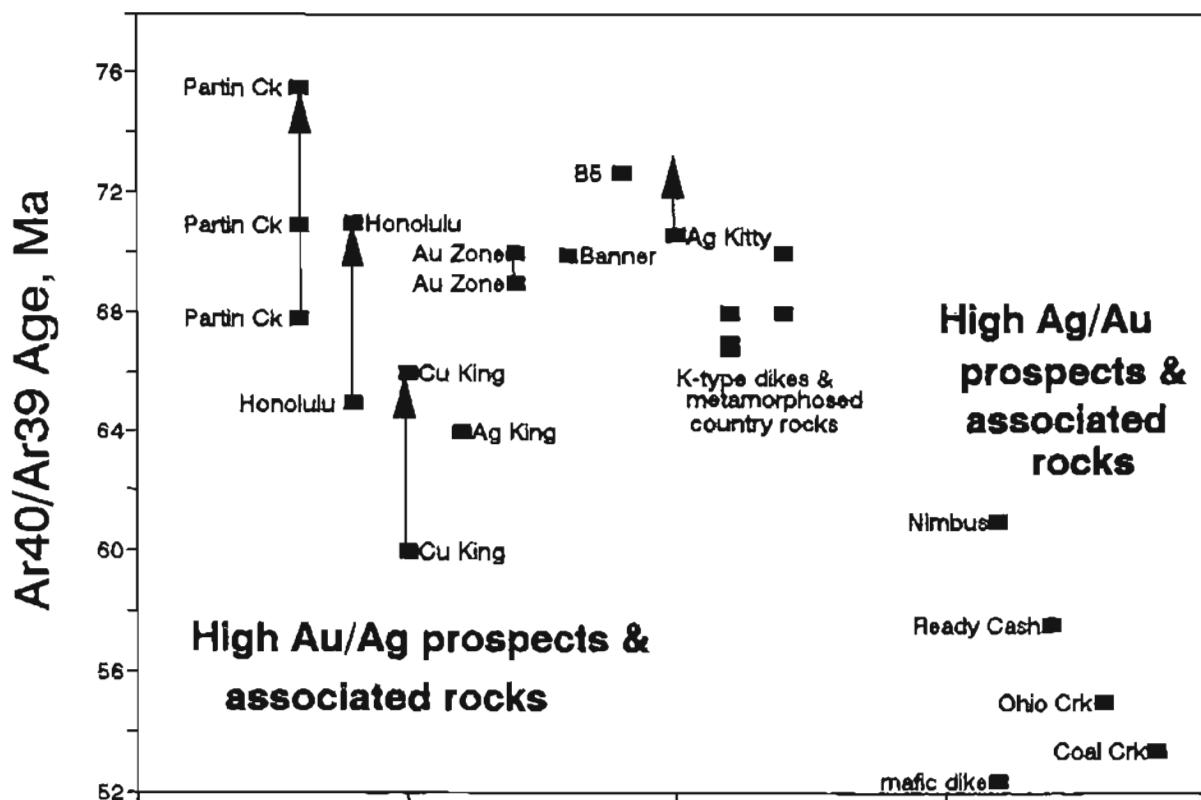 Ar40/Ar39 Age, Ma
76
72
68
64
60
56
52
Partin Ck
Partin Ck
Partin Ck
Honolulu
Honolulu
Cu King
Cu King
Ag King
Au Zone
Au Zone
Banner
B5
Ag Kitty
K-type dikes &
metamorphosed
country rocks
High Au/Ag prospects &
associated rocks
High Ag/Au
prospects &
associated
rocks
Nimbus
Ready Cash
Ohio Crk
Coal Crk
mafic dike